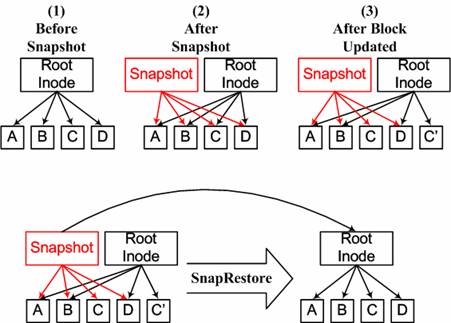 (1)
Before
Snapshot
(2)
After
Snapshot
(3)
After Block
Updated
Root
Inode
Snapshot
Root
Inode
Snapshot
Root
Inode
A B C D
A B C D
A B C D C'
Snapshot
Root
Inode
SnapRestore
Root
Inode
A B C D C'
A B C D